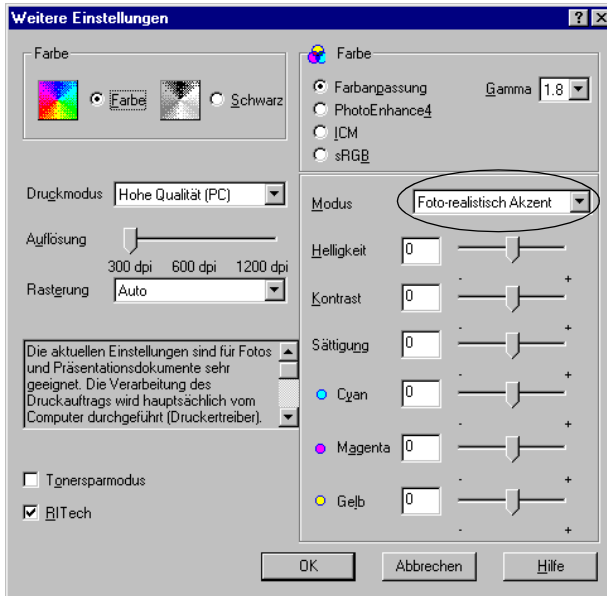 Weitere Einstellungen
Farbe
Farbe
Schwarz
Druckmodus Hohe Qualität (PC)
Auflösung
300 dpi 600 dpi 1200 dpi
Rasterung Auto
Die aktuellen Einstellungen sind für Fotos
und Präsentationsdokumente sehr
geeignet. Die Verarbeitung des
Druckauftrags wird hauptsächlich vom
Computer durchgeführt (Druckertreiber).
Tonersparmodus
RITech
Farbe
Farbanpassung
Gamma 1.8
PhotoEnhance4
ICM
sRGB
Modus Foto-realistisch Akzent
Helligkeit 0
- +
Kontrast 0
- +
Sättigung 0
- +
Cyan 0
- +
Magenta 0
- +
Gelb 0
- +
OK Abbrechen Hilfe